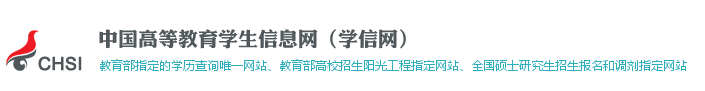 中国高等教育学生信息网（学信网）
CHSI
教育部指定的学历查询唯一网站、教育部高校招生阳光工程指定网站、全国硕士研究生招生报名和调剂指定网站